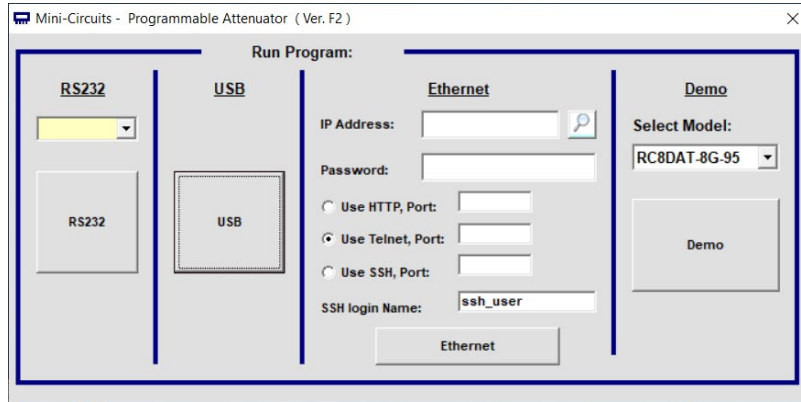 Mini-Circuits - Programmable Attenuator ( Ver. F2 )
Run Program:
RS232
RS232
USB
USB
Ethernet
IP Address:
Password:
Use HTTP, Port:
Use Telnet, Port:
Use SSH, Port:
SSH login Name: ssh_user
Ethernet
Demo
Select Model:
RC8DAT-8G-95
Demo